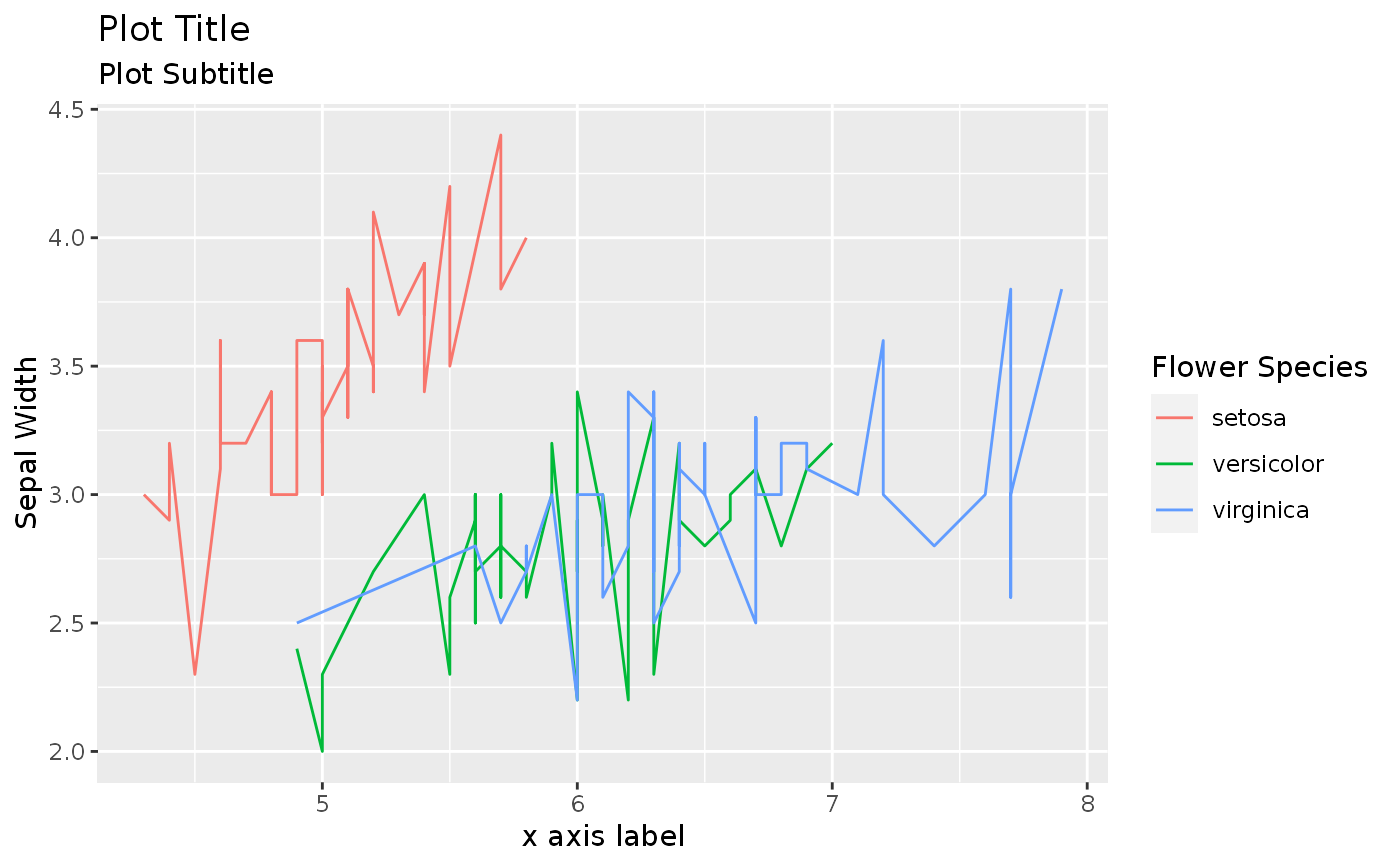 Plot Title
Plot Subtitle
4.5
4.0
3.5
3.0
2.5
2.0
Sepal Width
5 6 7 8
x axis label
Flower Species
setosa
versicolor
virginica